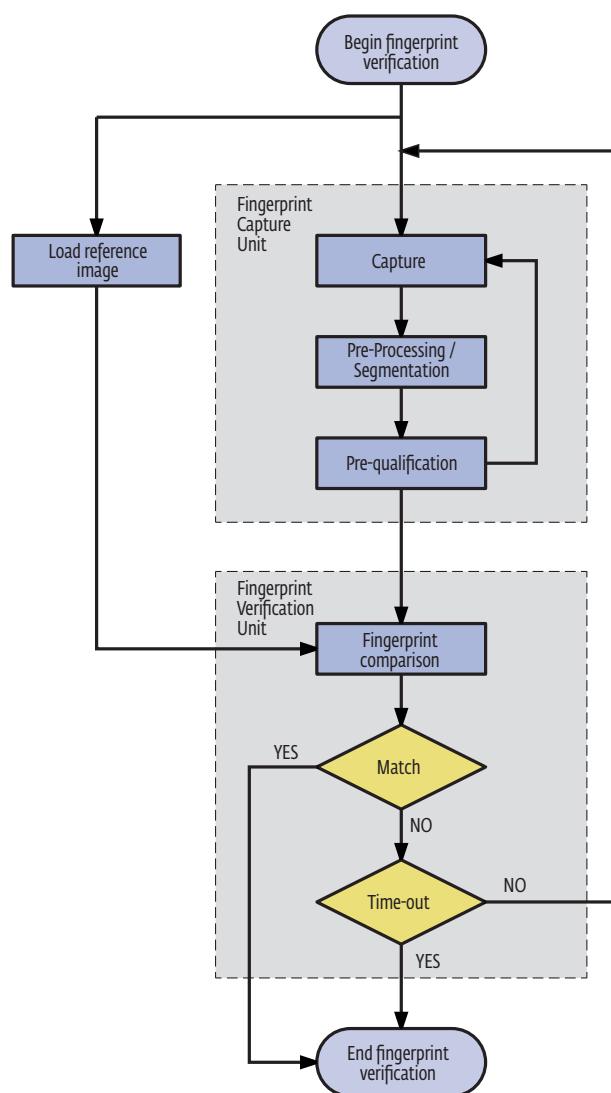 Begin fingerprint
verification
Fingerprint
Capture
Unit
Load reference
image
Capture
Pre-Processing /
Segmentation
Pre-qualification
Fingerprint
Verification
Unit
Fingerprint
comparison
YES
Match
NO
Time-out
NO
YES
End fingerprint
verification